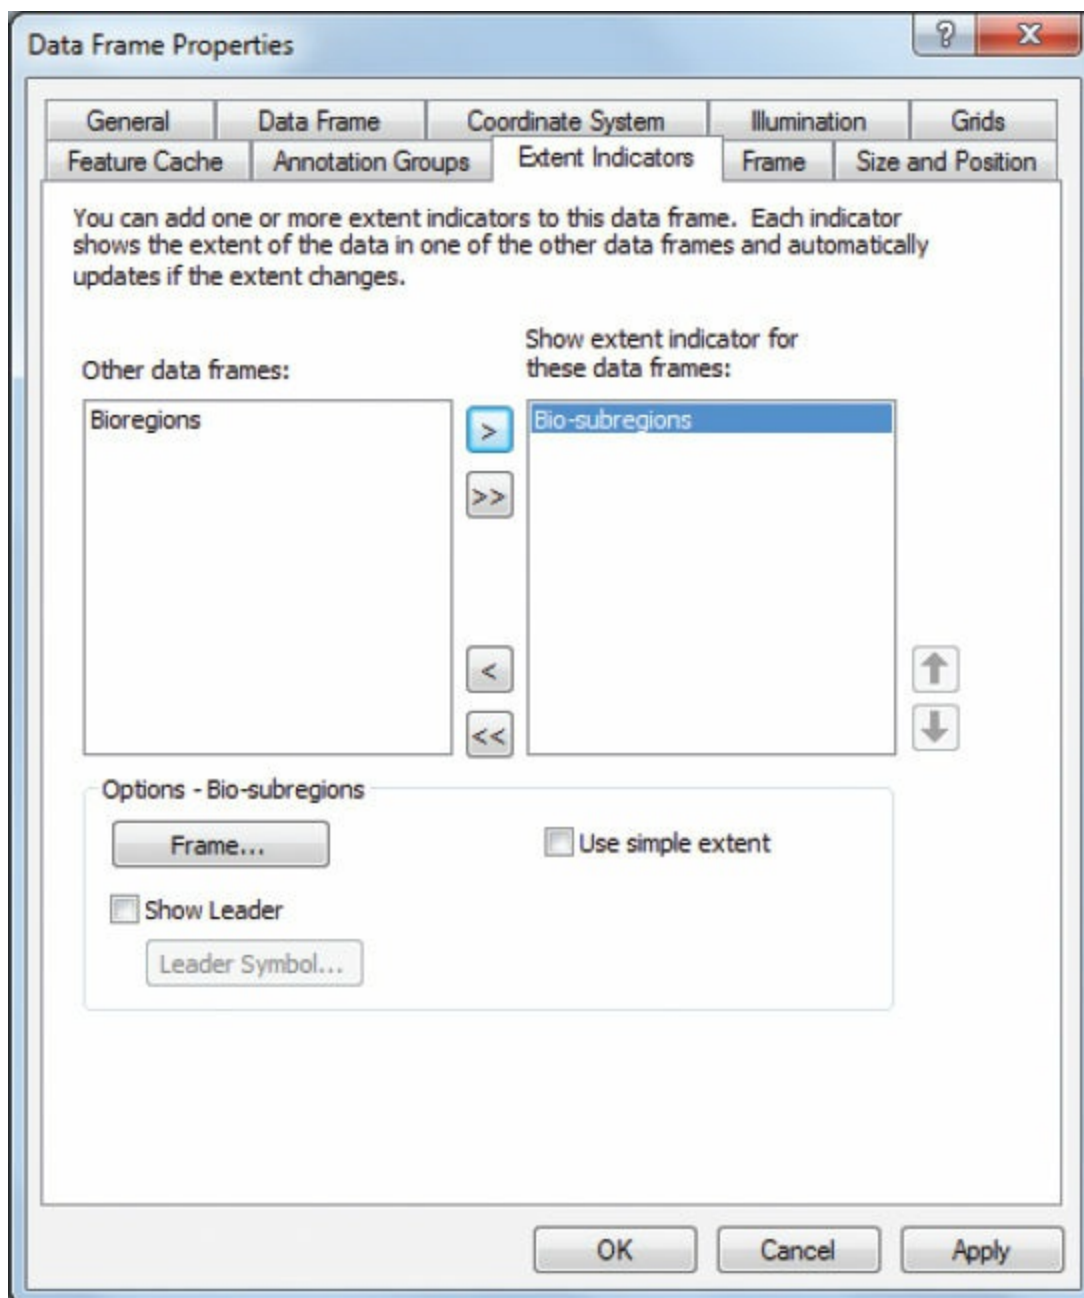 Data Frame Properties
?
X
General
Data Frame
Coordinate System
Illumination
Grids
Feature Cache
Annotation Groups
Extent Indicators
Frame
Size and Position
You can add one or more extent indicators to this data frame. Each indicator
shows the extent of the data in one of the other data frames and automatically
updates if the extent changes.
Other data frames:
Show extent indicator for
these data frames:
Bioregions
Bio-subregions
>
>>
<
<<
Options - Bio-subregions
Frame...
Use simple extent
Show Leader
Leader Symbol...
OK
Cancel
Apply